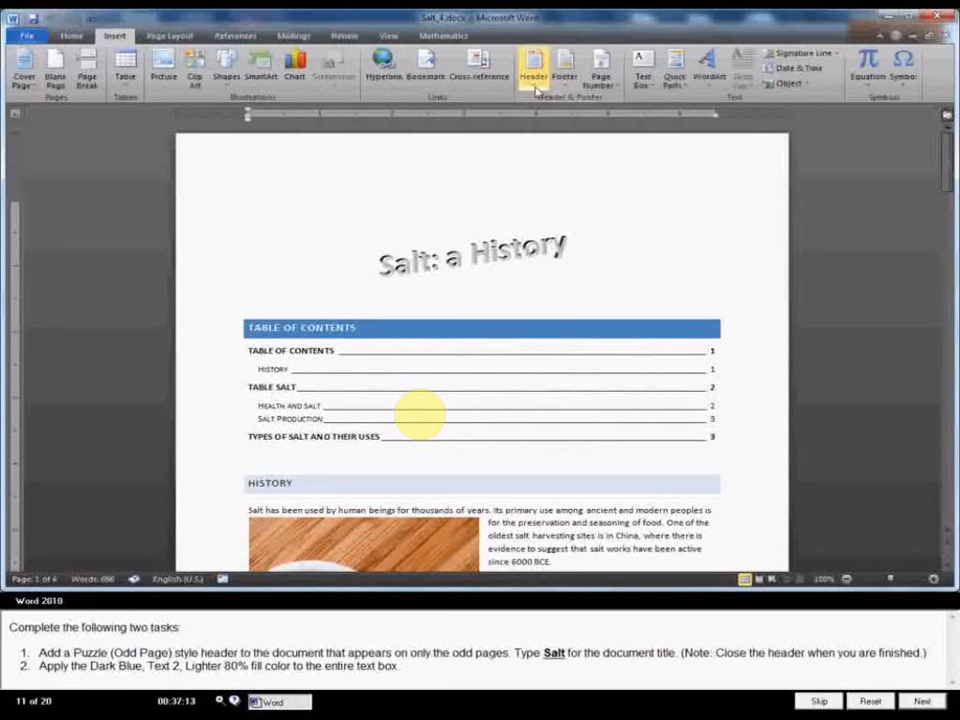 Salt_4.docx - Microsoft Word
File Home Insert Page Layout References Mailings Review View Mathematics
Cover Page Blank Page Page Break Table Picture Clip Art Shapes SmartArt Chart Screenshot Hyperlink Bookmark Cross-reference Header Footer Page Number Text Box Quick Parts WordArt Drop Cap Signature Line Date & Time Object Equation Symbol
Pages Tables Illustrations Links Header & Footer Text Symbols
Salt: a History
TABLE OF CONTENTS
TABLE OF CONTENTS 1
HISTORY 1
TABLE SALT 2
HEALTH AND SALT 2
SALT PRODUCTION 3
TYPES OF SALT AND THEIR USES 3
HISTORY
Salt has been used by human beings for thousands of years. Its primary use among ancient and modern peoples is
for the preservation and seasoning of food. One of the
oldest salt harvesting sites is in China, where there is
evidence to suggest that salt works have been active
since 6000 BCE.
Page: 1 of 4 Words: 696 English (U.S.) 100%
Word 2010
Complete the following two tasks:
1. Add a Puzzle (Odd Page) style header to the document that appears on only the odd pages. Type Salt for the document title. (Note: Close the header when you are finished.)
2. Apply the Dark Blue, Text 2, Lighter 80% fill color to the entire text box.
11 of 20 00:37:13 Word Skip Reset Next